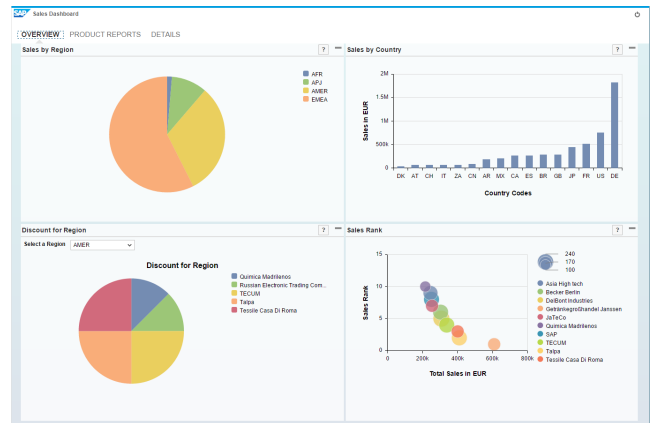 SAP Sales Dashboard
OVERVIEW PRODUCT REPORTS DETAILS
Sales by Region ?
AFR
APJ
AMER
EMEA
Sales by Country ?
2M
1.5M
1M
500k
0
Sales in EUR
DK AT CH IT ZA CN AR MX CA ES BR GB JP FR US DE
Country Codes
Discount for Region ?
Select a Region AMER
Discount for Region
Quimica Madrilenos
Russian Electronic Trading Com...
TECUM
Talpa
Tessile Casa Di Roma
Sales Rank ?
15
10
5
0
Sales Rank
0 200k 400k 600k 800k
Total Sales in EUR
240
170
100
Asia High tech
Becker Berlin
DelBont Industries
Getränkegroßhandel Janssen
JaTeCo
Quimica Madrilenos
SAP
TECUM
Talpa
Tessile Casa Di Roma